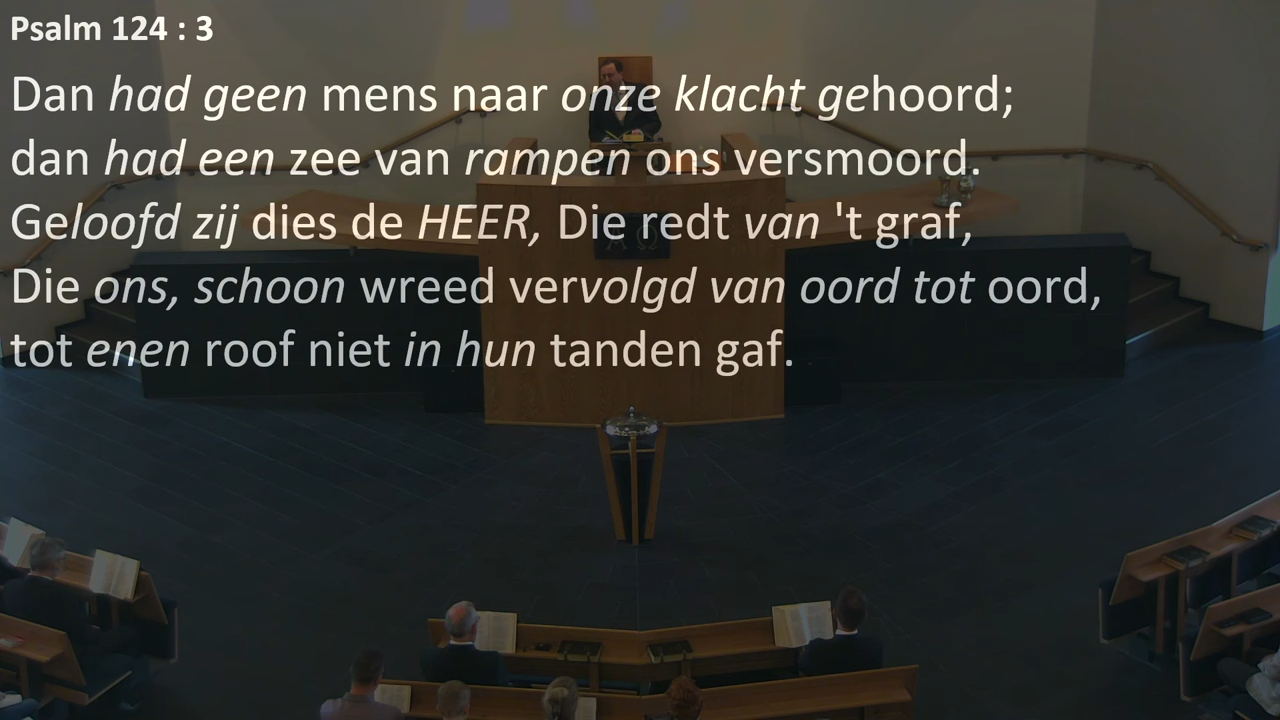 Psalm 124 : 3
Dan had geen mens naar onze klacht gehoord;
dan had een zee van rampen ons versmoord.
Geloofd zij dies de HEER, Die redt van 't graf,
Die ons, schoon wreed vervolgd van oord tot oord,
tot enen roof niet in hun tanden gaf.
Α Ω